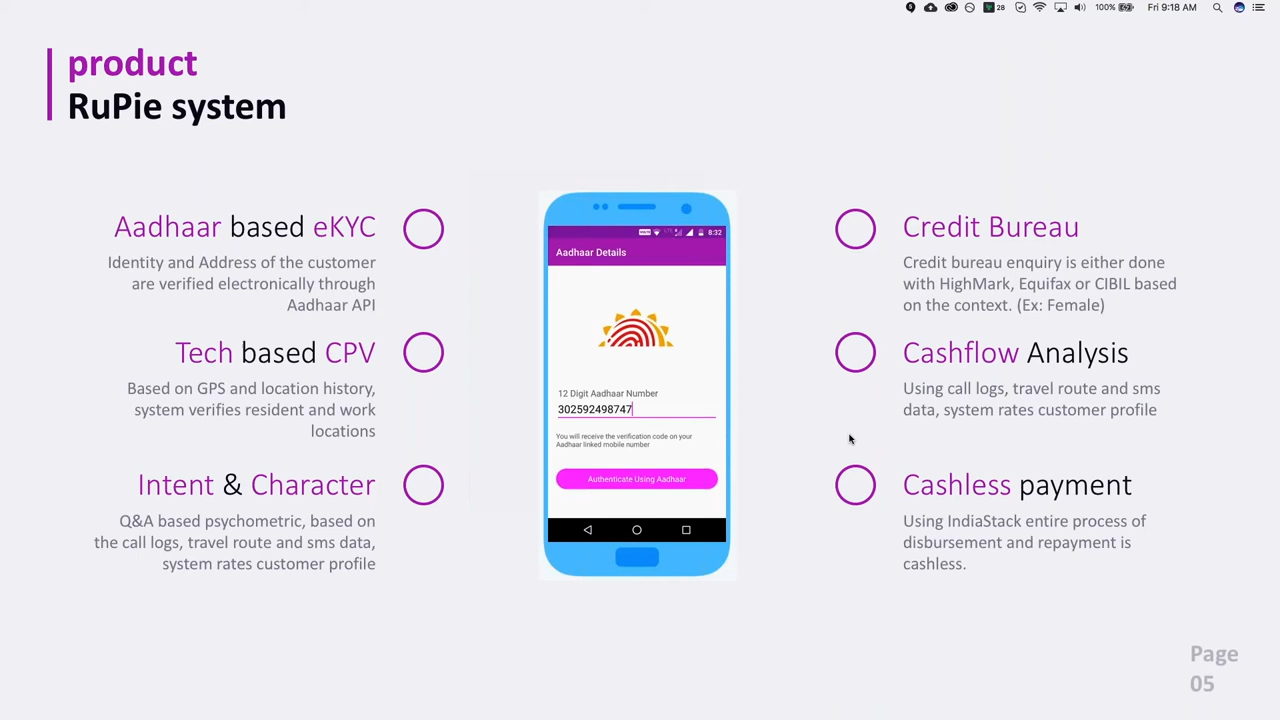 28
100%
Fri 9:18 AM
product
RuPie system
Aadhaar based eKYC
Identity and Address of the customer
are verified electronically through
Aadhaar API
Tech based CPV
Based on GPS and location history,
system verifies resident and work
locations
Intent & Character
Q&A based psychometric, based on
the call logs, travel route and sms data,
system rates customer profile
8:32
Aadhaar Details
12 Digit Aadhaar Number
302592498747
You will receive the verification code on your
Aadhaar linked mobile number
Authenticate Using Aadhaar
Credit Bureau
Credit bureau enquiry is either done
with HighMark, Equifax or CIBIL based
on the context. (Ex: Female)
Cashflow Analysis
Using call logs, travel route and sms
data, system rates customer profile
Cashless payment
Using IndiaStack entire process of
disbursement and repayment is
cashless.
Page
05